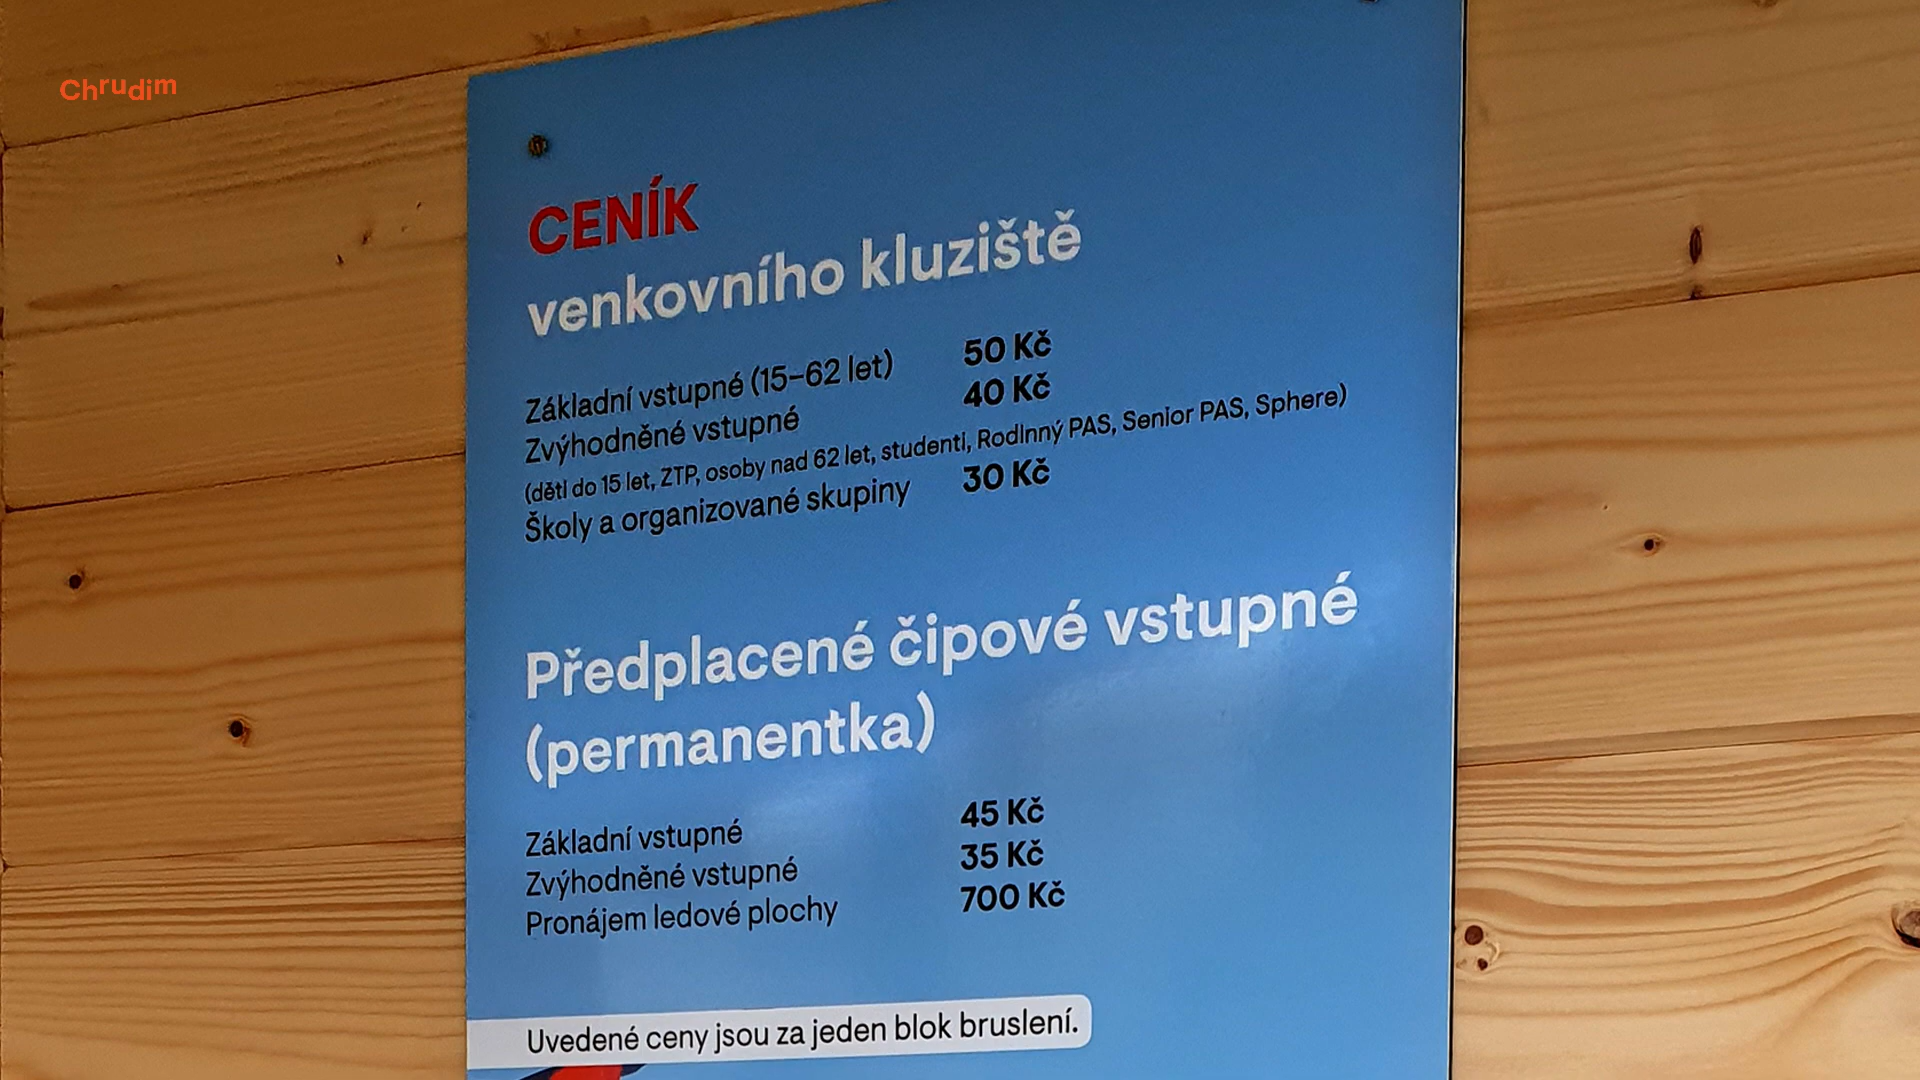 Chrudim
CENÍK
venkovního kluziště
Základní vstupné (15–62 let) 50 Kč
Zvýhodněné vstupné 40 Kč
(děti do 15 let, ZTP, osoby nad 62 let, studenti, Rodinný PAS, Senior PAS, Sphere)
Školy a organizované skupiny 30 Kč
Předplacené čipové vstupné
(permanentka)
Základní vstupné 45 Kč
Zvýhodněné vstupné 35 Kč
Pronájem ledové plochy 700 Kč
Uvedené ceny jsou za jeden blok bruslení.